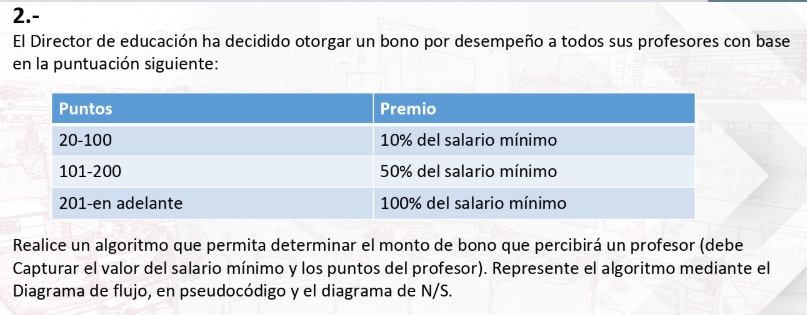 2.-
El Director de educación ha decidido otorgar un bono por desempeño a todos sus profesores con base
en la puntuación siguiente:
Puntos Premio
20-100 10% del salario mínimo
101-200 50% del salario mínimo
201-en adelante 100% del salario mínimo
Realice un algoritmo que permita determinar el monto de bono que percibirá un profesor (debe
Capturar el valor del salario mínimo y los puntos del profesor). Represente el algoritmo mediante el
Diagrama de flujo, en pseudocódigo y el diagrama de N/S.